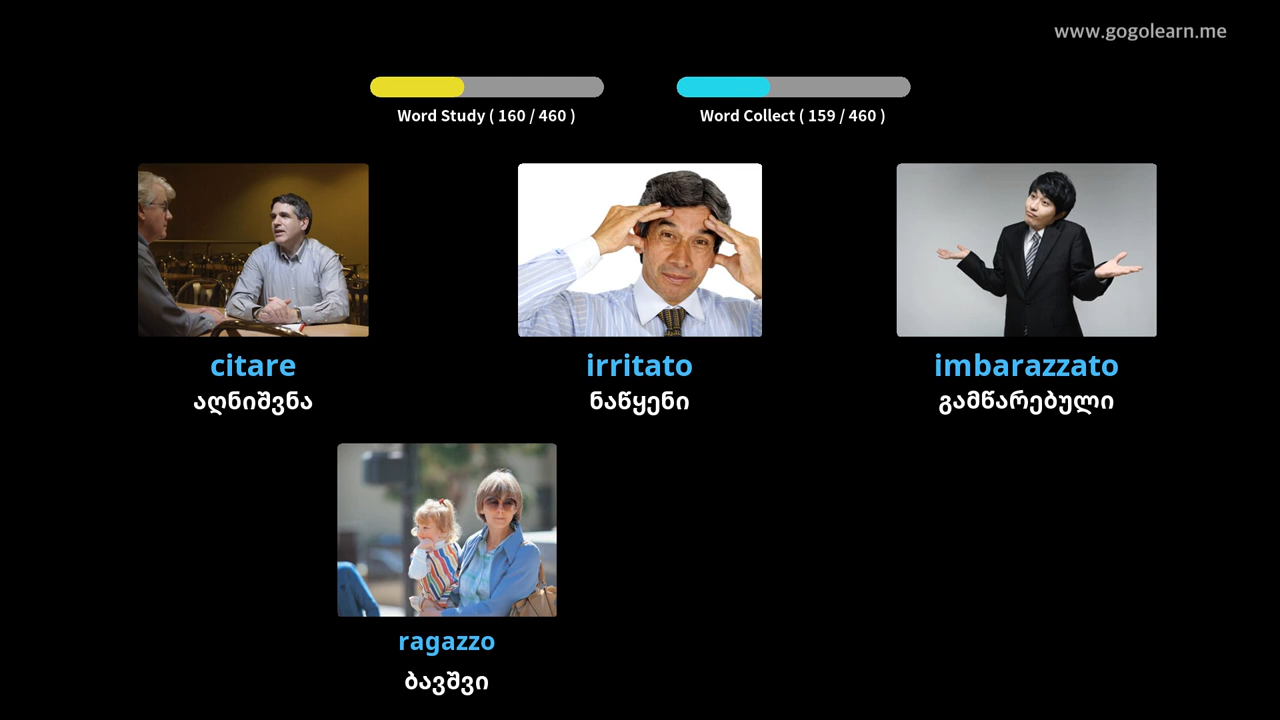 www.gogolearn.me
Word Study ( 160 / 460 )
Word Collect ( 159 / 460 )
citare
აღნიშვნა
irritato
ნაწყენი
imbarazzato
გამწარებული
ragazzo
ბავშვი